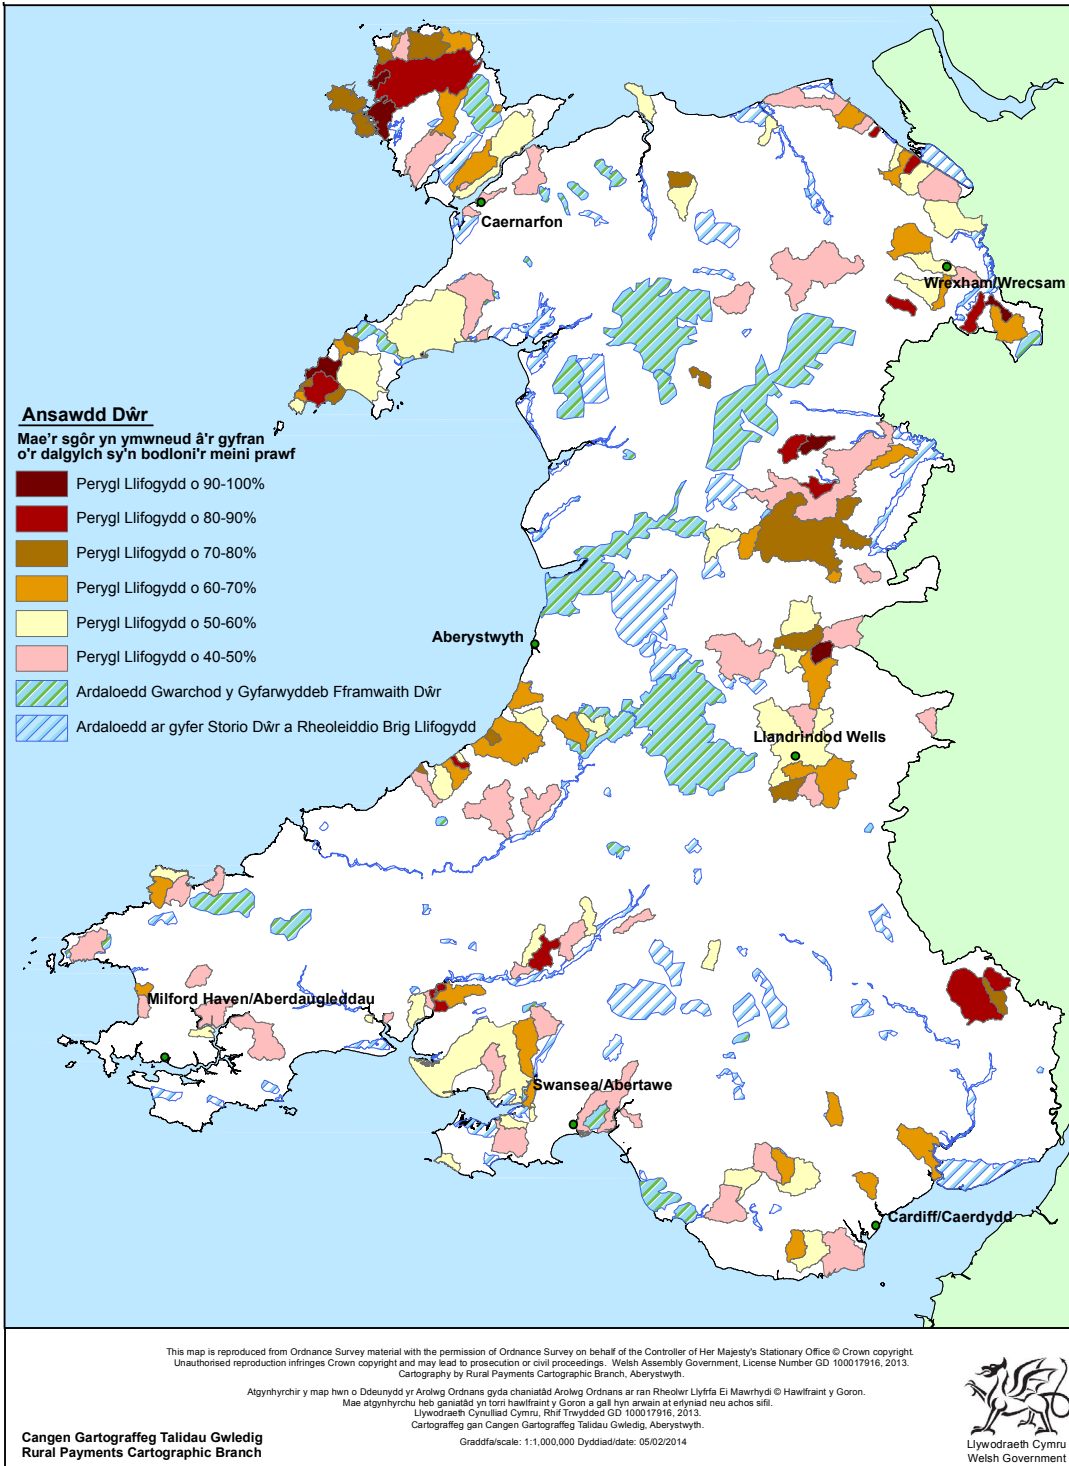 Caernarfon
Wrexham/Wrecsam
Ansawdd Dŵr
Mae'r sgôr yn ymwneud â'r gyfran
o'r dalgylch sy'n bodloni'r meini prawf
Perygl Llifogydd o 90-100%
Perygl Llifogydd o 80-90%
Perygl Llifogydd o 70-80%
Perygl Llifogydd o 60-70%
Perygl Llifogydd o 50-60%
Perygl Llifogydd o 40-50%
Ardaloedd Gwarchod y Gyfarwyddeb Fframwaith Dŵr
Ardaloedd ar gyfer Storio Dŵr a Rheoleiddio Brig Llifogydd
Aberystwyth
Llandrindod Wells
Milford Haven/Aberdaugleddau
Swansea/Abertawe
Cardiff/Caerdydd
This map is reproduced from Ordnance Survey material with the permission of Ordnance Survey on behalf of the Controller of Her Majesty's Stationary Office © Crown copyright.
Unauthorised reproduction infringes Crown copyright and may lead to prosecution or civil proceedings. Welsh Assembly Government, License Number GD 100017916, 2013.
Cartography by Rural Payments Cartographic Branch, Aberystwyth.
Atgynhyrchir y map hwn o Ddeunydd yr Arolwg Ordnans gyda chaniatâd Arolwg Ordnans ar ran Rheolwr Llyfrfa Ei Mawrhydi © Hawlfraint y Goron.
Mae atgynhyrchu heb ganiatâd yn torri hawlfraint y Goron a gall hyn arwain at erlyniad neu achos sifil.
Llywodraeth Cynulliad Cymru, Rhif Trwydded GD 100017916, 2013.
Cartograffeg gan Cangen Gartograffeg Taliadau Gwledig, Aberystwyth.
Graddfa/scale: 1:1,000,000 Dyddiad/date: 05/02/2014
Cangen Gartograffeg Talidau Gwledig
Rural Payments Cartographic Branch
Llywodraeth Cymru
Welsh Government